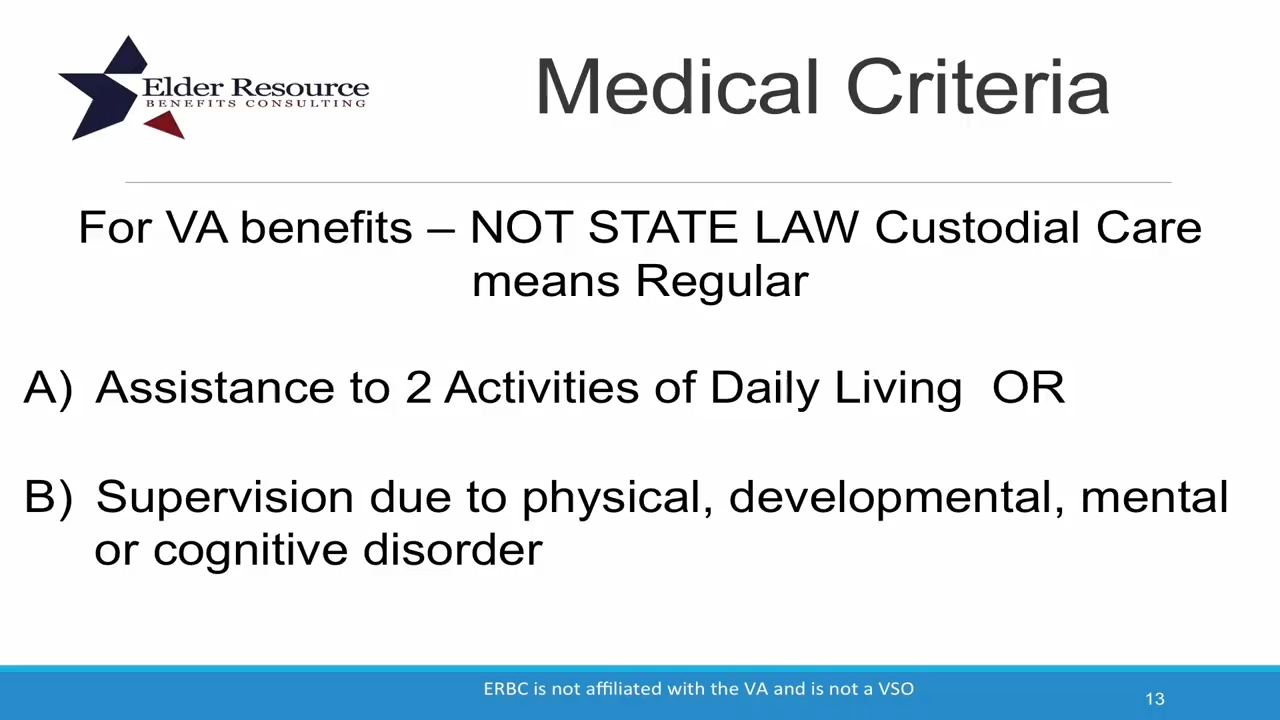 Elder Resource
BENEFITS CONSULTING
Medical Criteria
For VA benefits – NOT STATE LAW Custodial Care
means Regular
A) Assistance to 2 Activities of Daily Living OR
B) Supervision due to physical, developmental, mental
or cognitive disorder
ERBC is not affiliated with the VA and is not a VSO
13